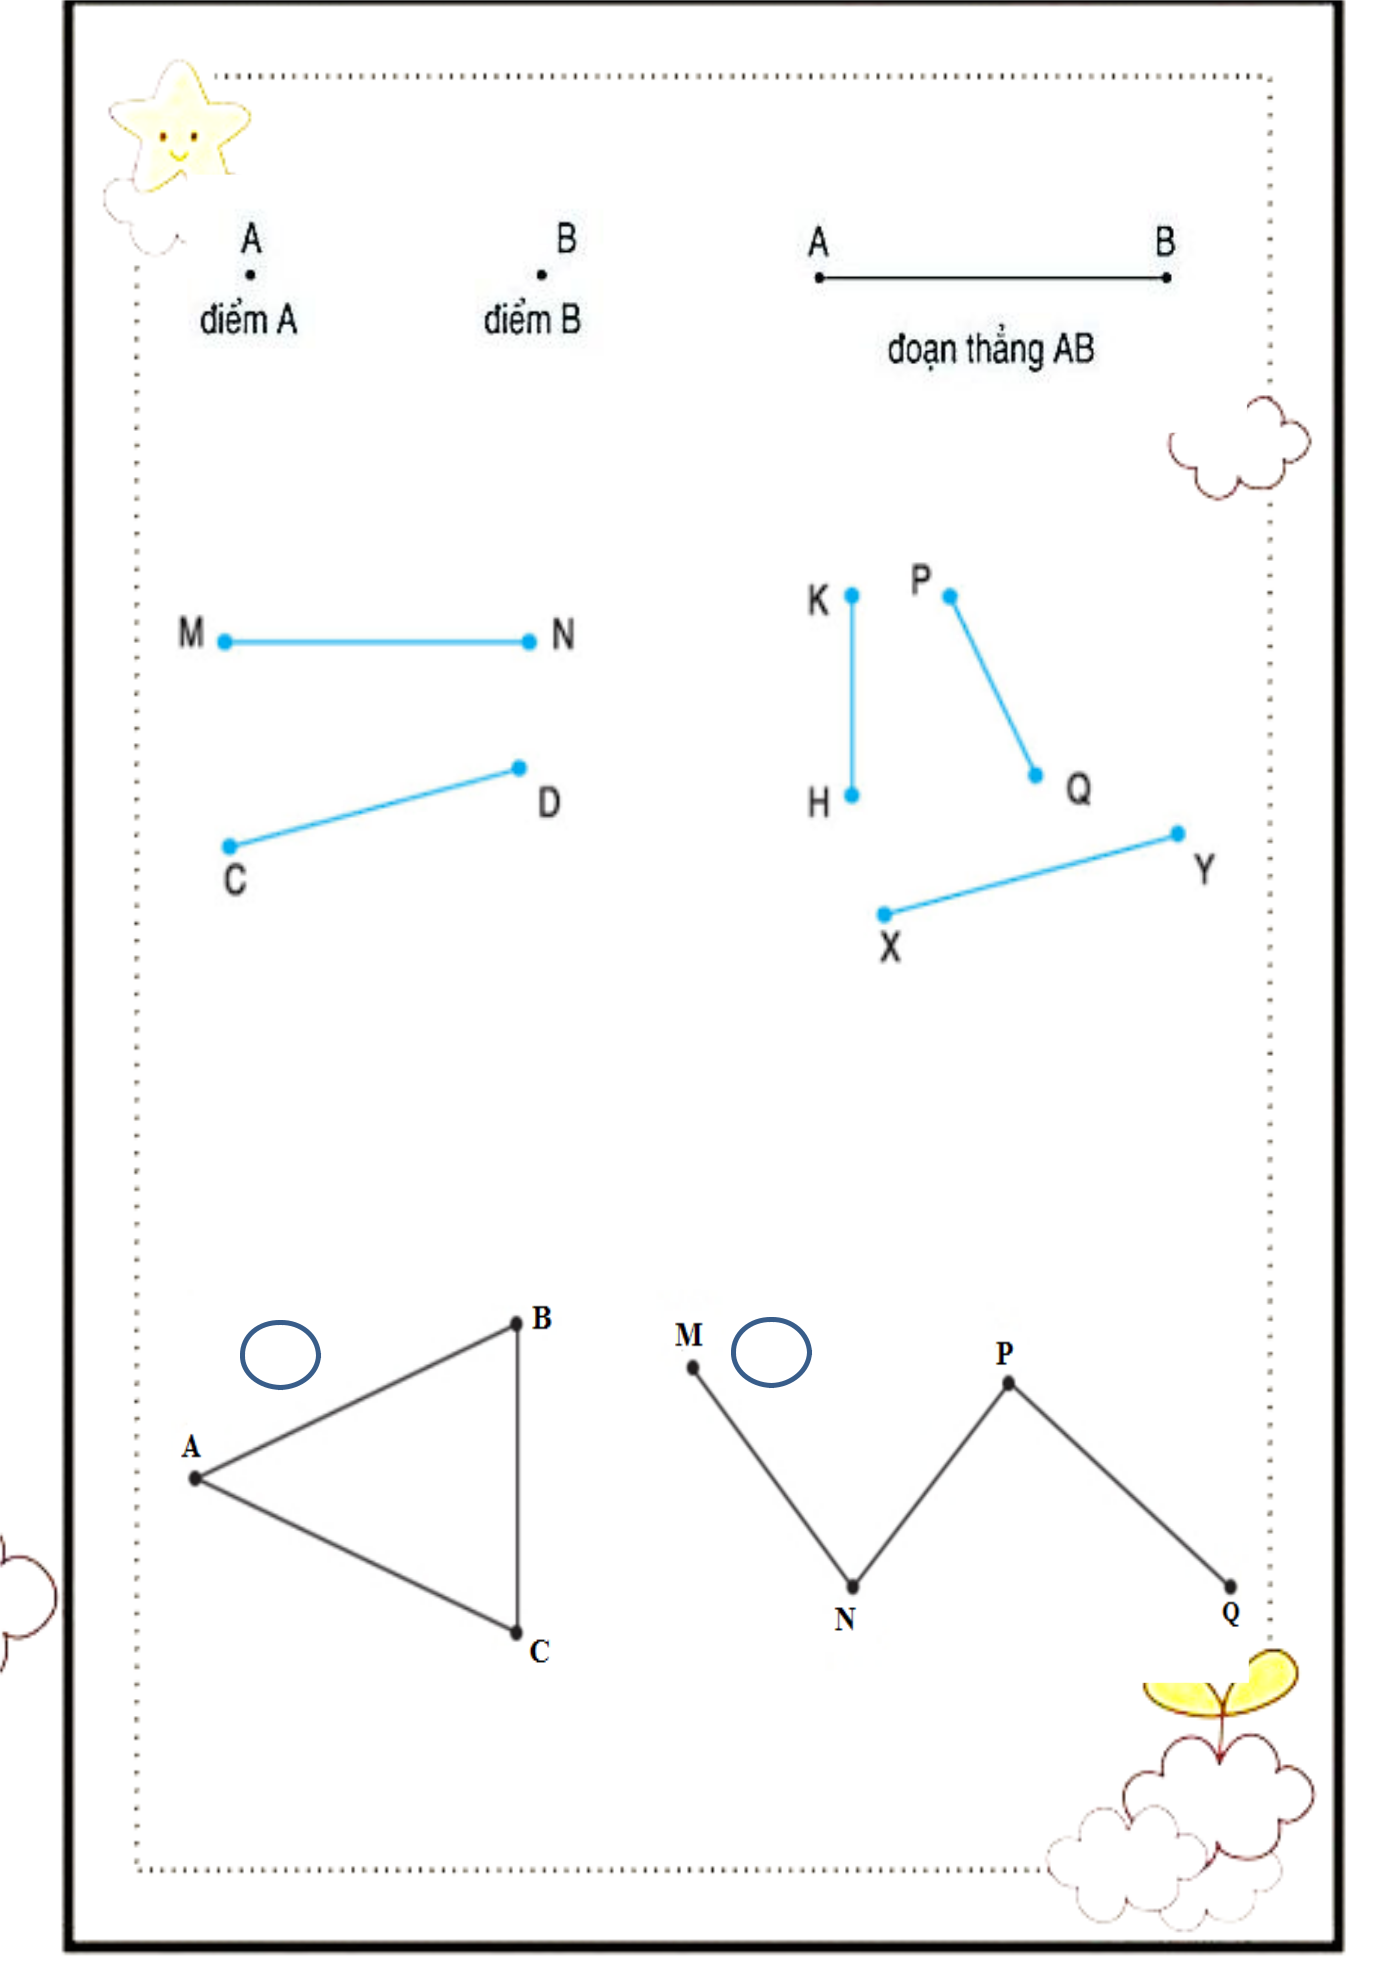 A B
điểm A điểm B
A B
đoạn thẳng AB
M N
D
C
K P
H Q
Y
X
B
A
C
M P
N Q